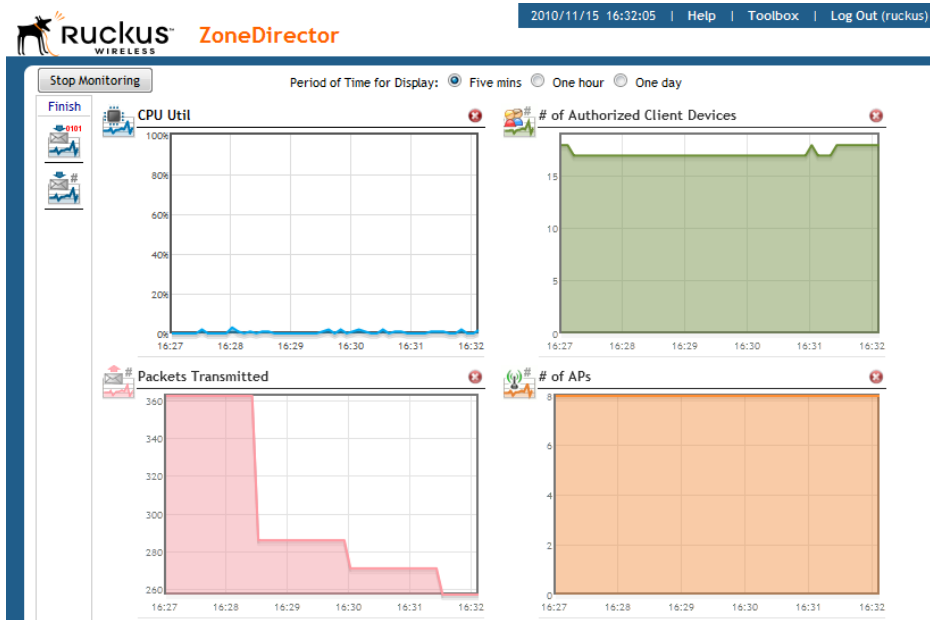 2010/11/15 16:32:05 | Help | Toolbox | Log Out (ruckus)
RUCKUS™
WIRELESS
ZoneDirector
Stop Monitoring
Period of Time for Display: Five mins One hour One day
Finish
0101
#
CPU Util
100%
80%
60%
40%
20%
0%
16:27 16:28 16:29 16:30 16:31 16:32
#
# of Authorized Client Devices
15
10
5
0
16:27 16:28 16:29 16:30 16:31 16:32
#
Packets Transmitted
360
340
320
300
280
260
16:27 16:28 16:29 16:30 16:31 16:32
#
# of APs
8
6
4
2
0
16:27 16:28 16:29 16:30 16:31 16:32